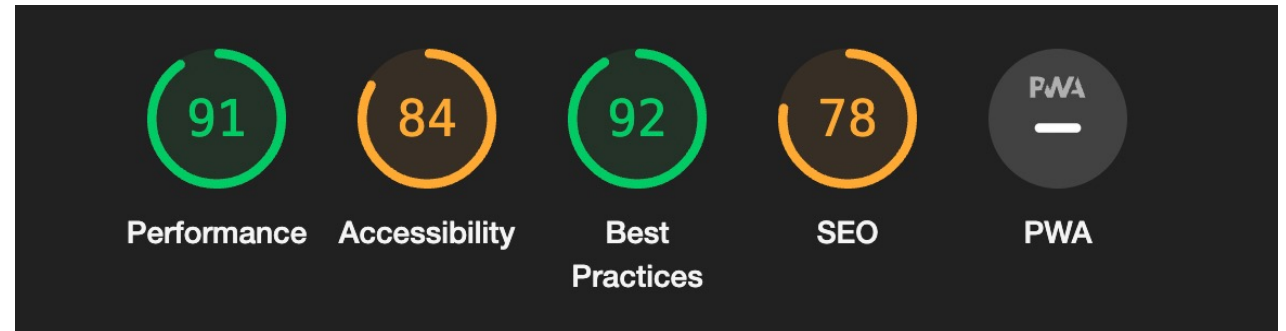 91
84
92
78
PWA
Performance
Accessibility
Best
Practices
SEO
PWA